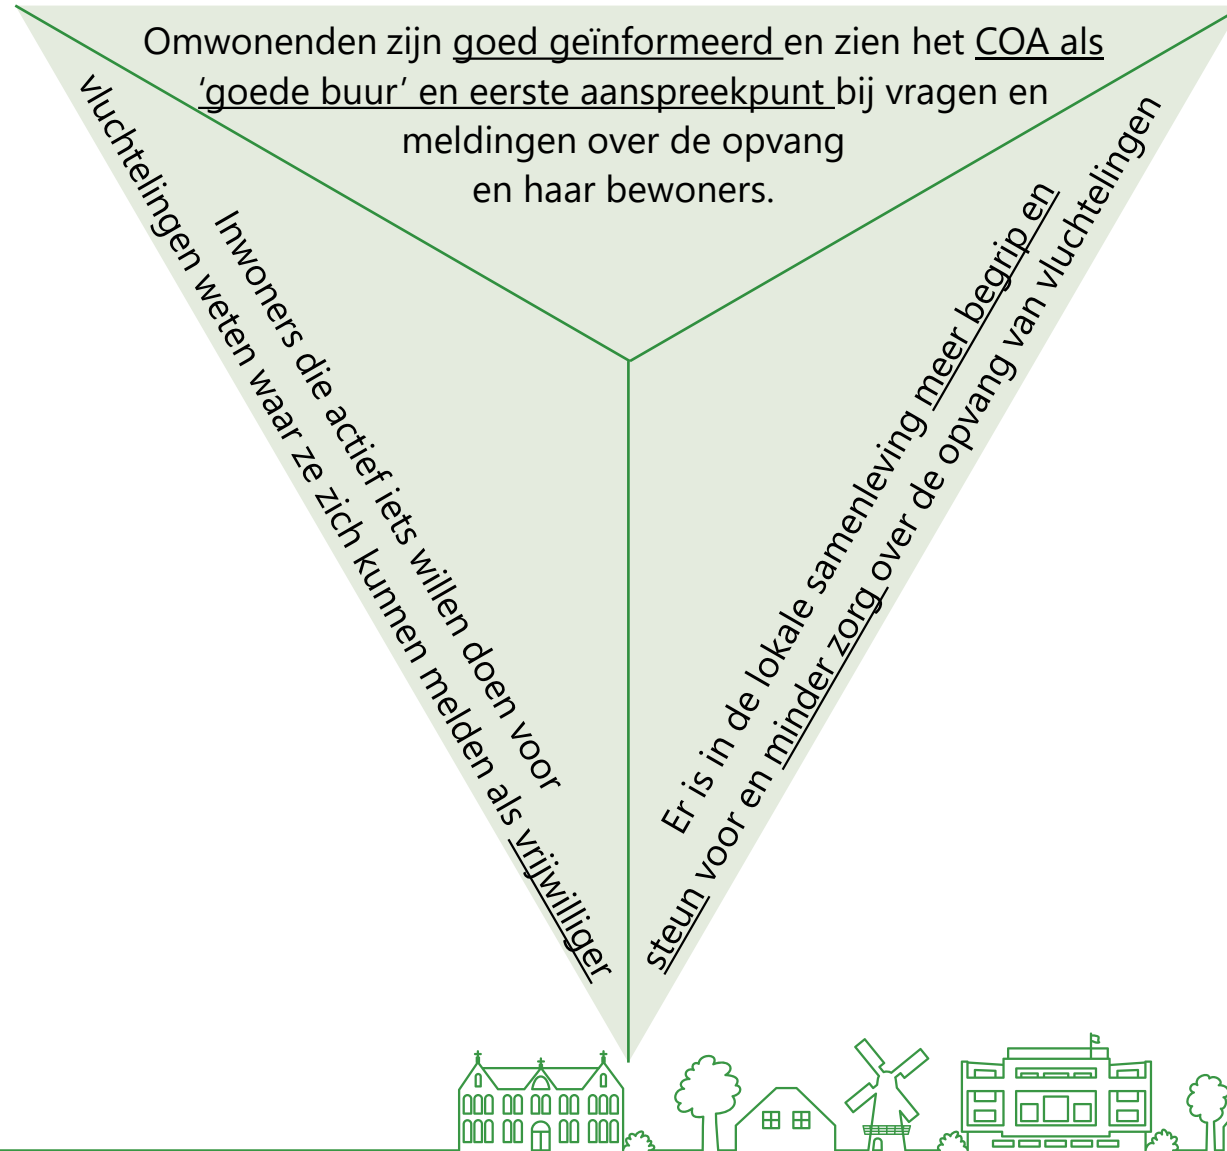 Omwonenden zijn goed geïnformeerd en zien het COA als
‘goede buur’ en eerste aanspreekpunt bij vragen en
meldingen over de opvang
en haar bewoners.
Inwoners die actief iets willen doen voor
vluchtelingen weten waar ze zich kunnen melden als vrijwilliger
Er is in de lokale samenleving meer begrip en
steun voor en minder zorg over de opvang van vluchtelingen